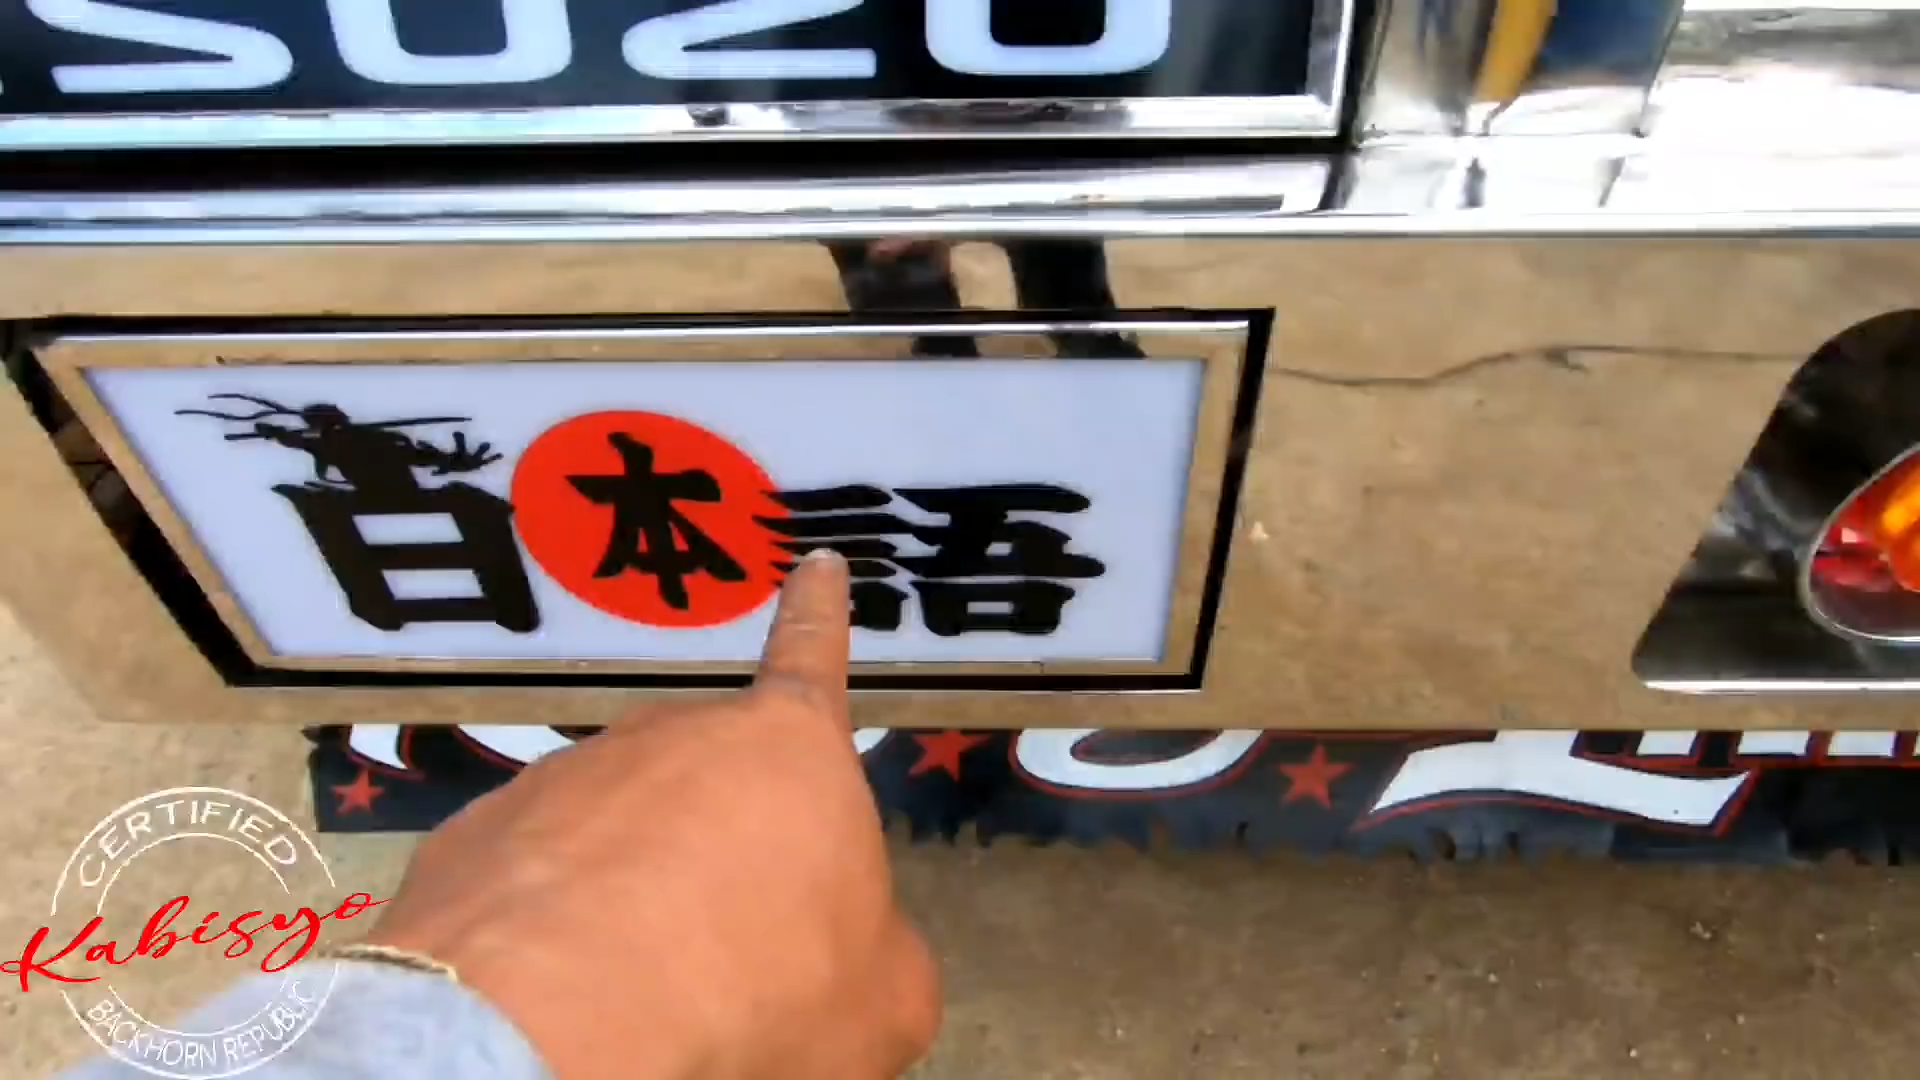 SUZU
日本語
CERTIFIED
Kabisyo
BACKHORN REPUBLIC